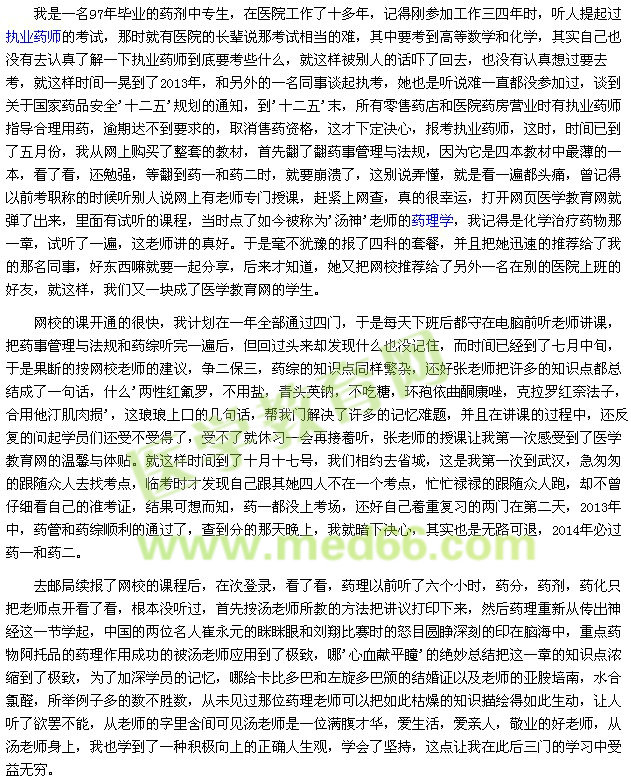 我是一名97年毕业的药剂中专生，在医院工作了十多年，记得刚参加工作三四年时，听人提起过
执业药师的考试，那时就有医院的长辈说那考试相当的难，其中要考到高等数学和化学，其实自己也
没有去认真了解一下执业药师到底要考些什么，就这样被别人的话吓了回去，也没有认真想过要去
考，就这样时间一晃到了2013年，和另外的一名同事谈起执考，她也是听说难一直都没参加过，谈到
关于国家药品安全'十二五'规划的通知，到'十二五'末，所有零售药店和医院药房营业时有执业药师
指导合理用药，逾期达不到要求的，取消售药资格，这才下定决心，报考执业药师，这时，时间已到
了五月份，我从网上购买了整套的教材，首先翻了翻药事管理与法规，因为它是四本教材中最薄的一
本，看了看，还勉强，等翻到药一和药二时，就要崩溃了，这别说弄懂，就是看一遍都头痛，曾记得
以前考职称的时候听别人说网上有老师专门授课，赶紧上网查，真的很幸运，打开网页医学教育网就
弹了出来，里面有试听的课程，当时点了如今被称为'汤神'老师的药理学，我记得是化学治疗药物那
一章，试听了一遍，这老师讲的真好。于是毫不犹豫的报了四科的套餐，并且把她迅速的推荐给了我
的那名同事，好东西嘛就要一起分享，后来才知道，她又把网校推荐给了另外一名在别的医院上班的
好友，就这样，我们又一块成了医学教育网的学生。
网校的课开通的很快，我计划在一年全部通过四门，于是每天下班后都守在电脑前听老师讲课，
把药事管理与法规和药综听完一遍后，但回过头来却发现什么也没记住，而时间已经到了七月中旬，
于是果断的按网校老师的建议，争二保三，药综的知识点同样繁杂，还好张老师把许多的知识点都总
结成了一句话，什么'两性红氟罗，不用盐，普头英钠，不吃糖，环孢依曲酮康唑，克拉罗红奈法子，
合用他汀肌肉损'，这琅琅上口的几句话，帮我们解决了许多的记忆难题，并且在讲课的过程中，还反
复的问起学员们还受不受得了，受不了就休习一会再接着听，张老师的授课让我第一次感受到了医学
教育网的温馨与体贴。就这样时间到了十月十七号，我们相约去省城，这是我第一次到武汉，急匆匆
的跟随众人去找考点，临考时才发现自己跟其她四人不在一个考点，忙忙碌碌的跟随众人跑，却不曾
仔细看自己的准考证，结果可想而知，药一都没上考场，还好自己着重复习的两门在第二天，2013年
中，药管和药综顺利的通过了，查到分的那天晚上，我就暗下决心，其实也是无路可退，2014年必过
药一和药二。
去邮局续报了网校的课程后，在次登录，看了看，药理以前听了六个小时，药分，药剂，药化只
把老师点开看了看，根本没听过，首先按汤老师所教的方法把讲议打印下来，然后药理重新从传出神
经这一节学起，中国的两位名人崔永元的眯眯眼和刘翔比赛时的怒目圆睁深刻的印在脑海中，重点药
物阿托品的药理作用成功的被汤老师应用到了极致，哪'心血献平瞳'的绝妙总结把这一章的知识点浓
缩到了极致，为了加深学员的记忆，哪给卡比多巴和左旋多巴颁的结婚证以及老师的亚胺培南，水合
氯醛，所举例子多的数不胜数，从未见过那位药理老师可以把如此枯燥的知识描绘得如此生动，让人
听了欲罢不能，从老师的字里含间可见汤老师是一位满腹才华，爱生活，爱亲人，敬业的好老师，从
汤老师身上，我也学到了一种积极向上的正确人生观，学会了坚持，这点让我在此后三门的学习中受
益无穷。
医学教育网
www.med66.com